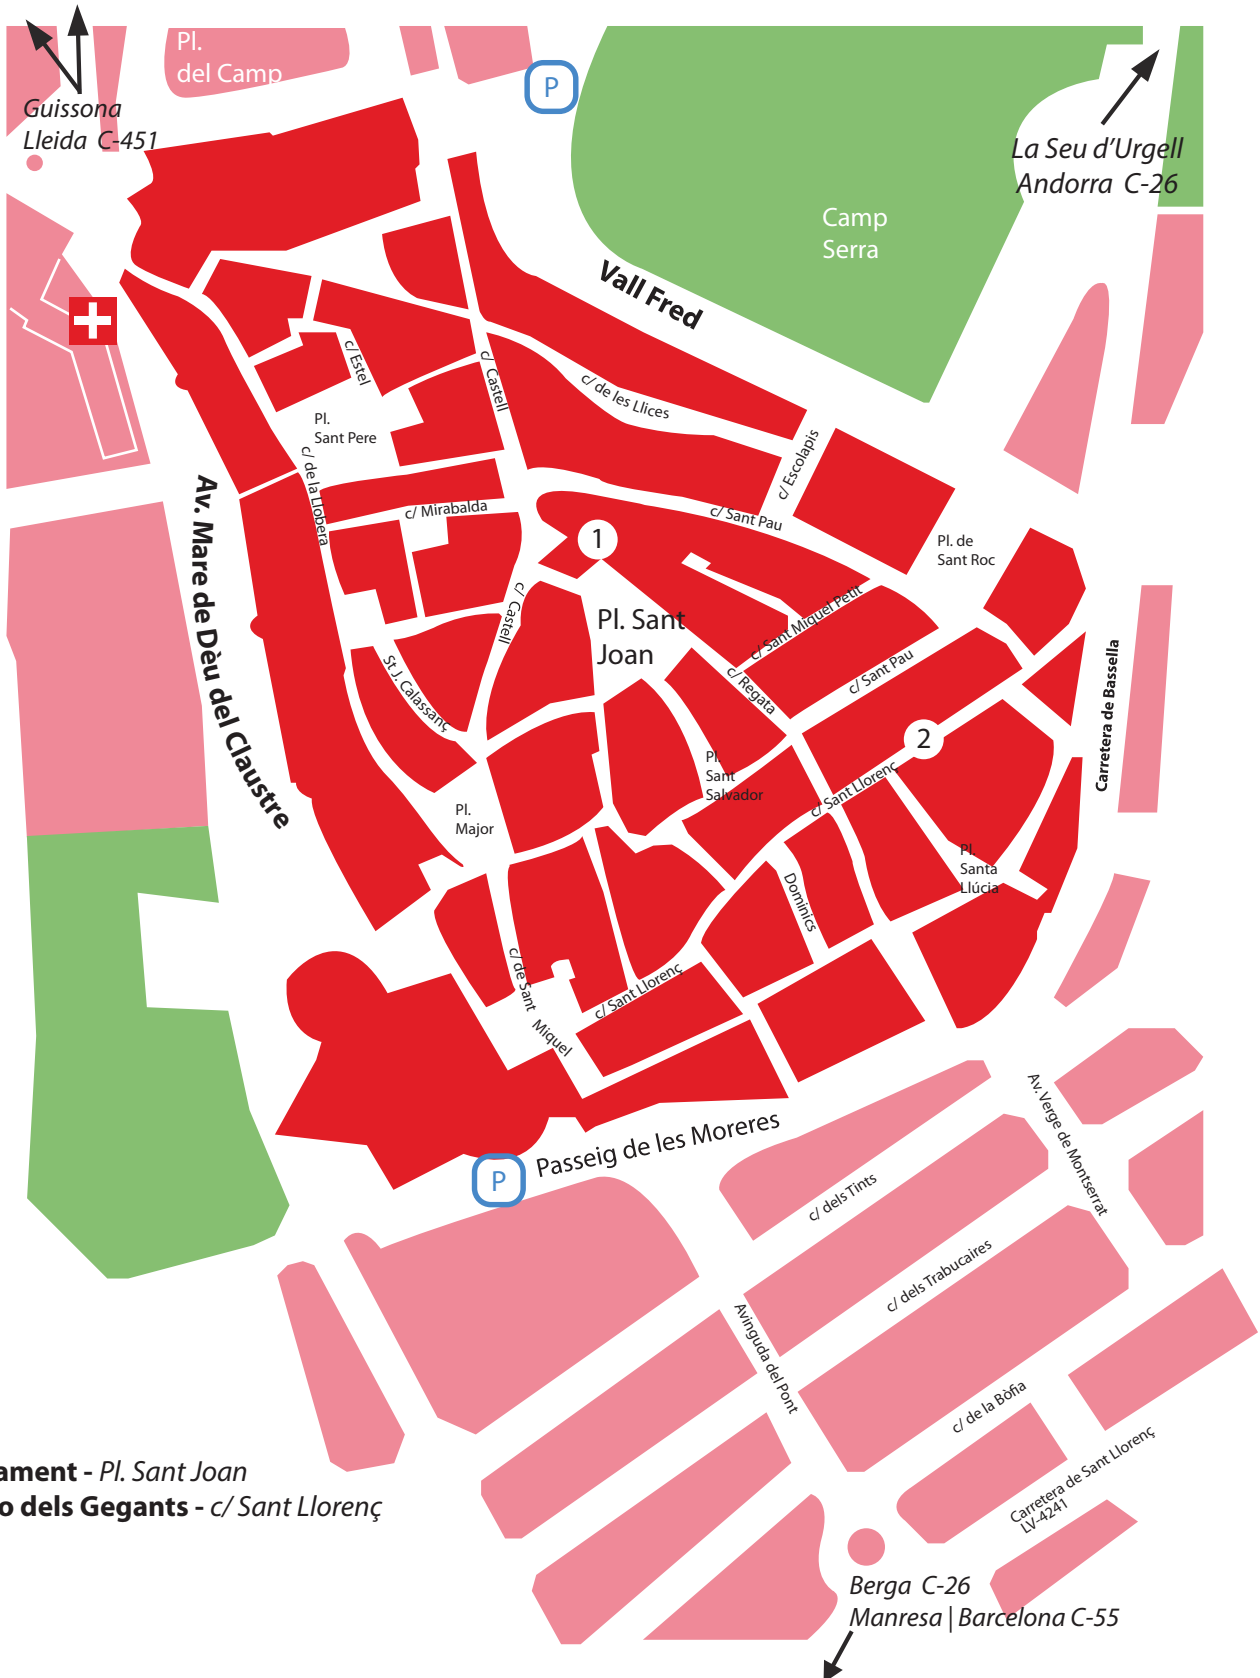 Pl.
del Camp
P
Guissona
Lleida C-451
La Seu d'Urgell
Andorra C-26
Camp
Serra
Vall Fred
c/ Estel
c/ Castell
c/ de les Llices
Pl.
Sant Pere
c/ Escolapis
c/ de la Llobera
c/ Mirabalda
c/ Sant Pau
1
Pl. de
Sant Roc
Av. Mare de Dèu del Claustre
c/ Castell
Pl. Sant
Joan
c/ Sant Miquel Petit
c/ Sant Pau
c/ Regata
St J. Calassanç
Carretera de Bassella
2
Pl.
Sant
Salvador
c/ Sant Llorenç
Pl.
Major
Pl.
Santa
Llúcia
Dominics
c/ de Sant Miquel
c/ Sant Llorenç
Passeig de les Moreres
P
Av. Verge de Montserrat
c/ dels Tints
c/ dels Trabucaires
Avinguda del Pont
c/ de la Bòfia
Carretera de Sant Llorenç
LV-4241
ament - Pl. Sant Joan
o dels Gegants - c/ Sant Llorenç
Berga C-26
Manresa | Barcelona C-55